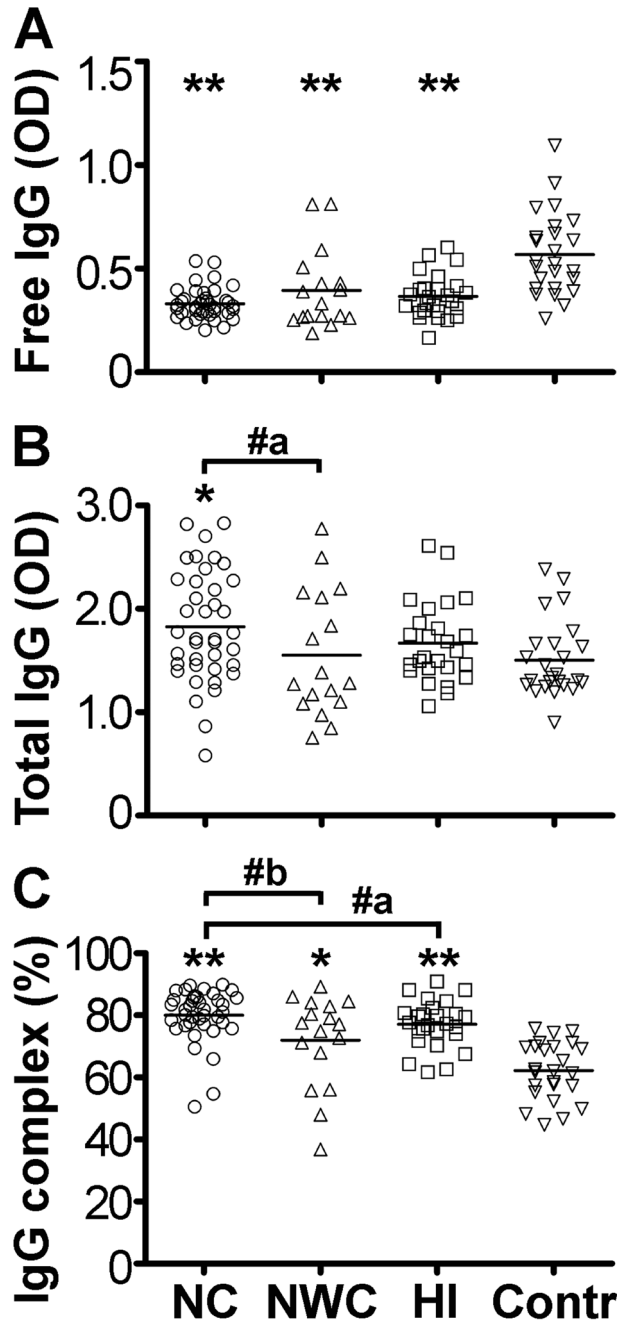 A
Free IgG (OD)
1.5
1.0
0.5
0
** ** **
B
Total IgG (OD)
#a
*
3.0
2.0
1.0
0
C
IgG complex (%)
#b
#a
** * **
100
80
60
40
20
0
NC NWC HI Contr